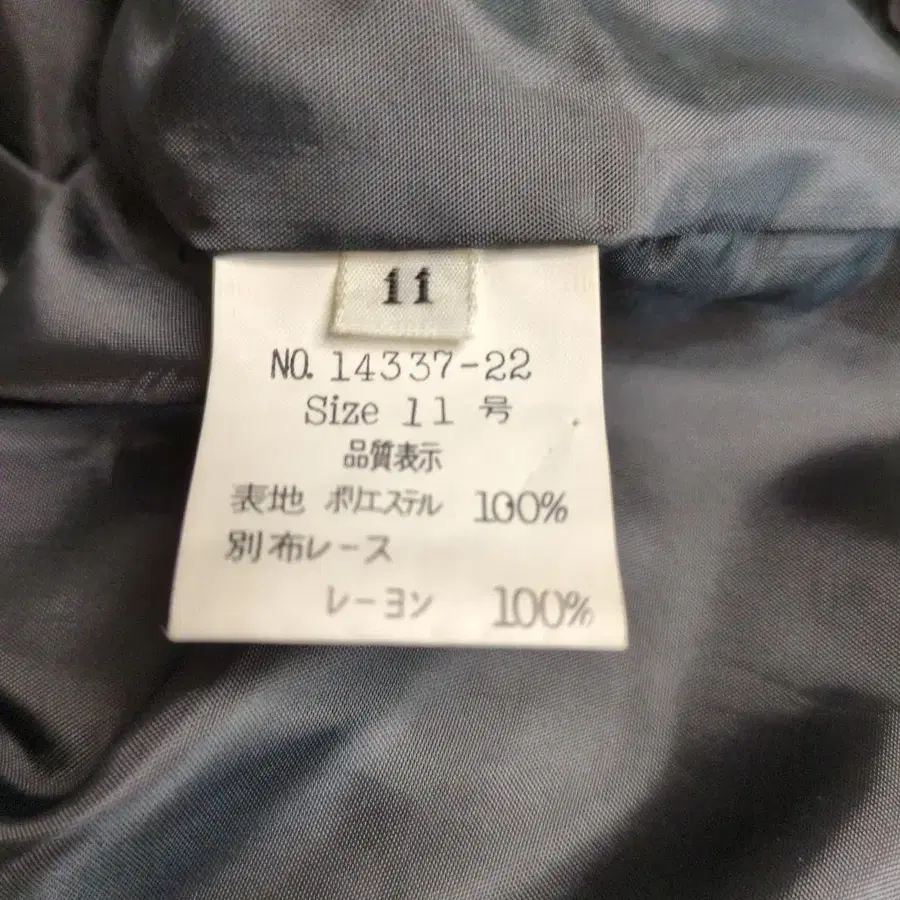 11
NO. 14337-22
Size 11 号
品質表示
表地 ポリエステル 100%
別布レース
レーヨン 100%